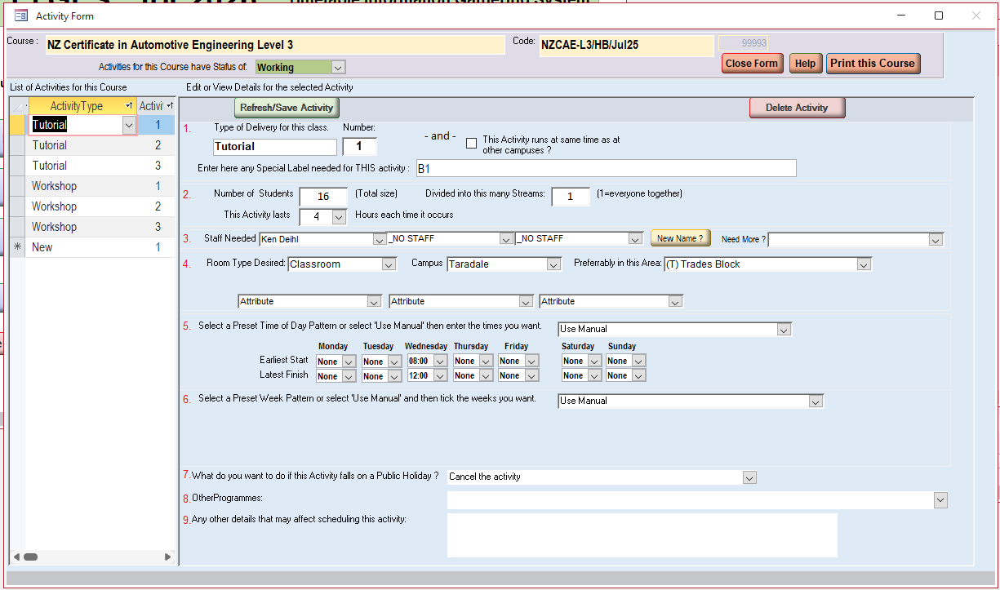 Timetable Information Gathering System
Activity Form
Course : NZ Certificate in Automotive Engineering Level 3 Code: NZCAE-L3/HB/Jul25 99993
Activities for this Course have Status of: Working Close Form Help Print this Course
List of Activities for this Course Edit or View Details for the selected Activity
ActivityType Activi
Refresh/Save Activity Delete Activity
Tutorial 1
Tutorial 2
Tutorial 3
Workshop 1
Workshop 2
Workshop 3
* New 1
1. Type of Delivery for this class. Number:
Tutorial 1 - and - This Activity runs at same time as at
other campuses ?
Enter here any Special Label needed for THIS activity : B1
2. Number of Students 16 (Total size) Divided into this many Streams: 1 (1=everyone together)
This Activity lasts 4 Hours each time it occurs
3. Staff Needed Ken Deihl _NO STAFF _NO STAFF New Name ? Need More ?
4. Room Type Desired: Classroom Campus Taradale Preferrably in this Area: (T) Trades Block
Attribute Attribute Attribute
5. Select a Preset Time of Day Pattern or select 'Use Manual' then enter the times you want. Use Manual
Monday Tuesday Wednesday Thursday Friday Saturday Sunday
Earliest Start None None 08:00 None None None None
Latest Finish None None 12:00 None None None None
6. Select a Preset Week Pattern or select 'Use Manual' and then tick the weeks you want. Use Manual
7. What do you want to do if this Activity falls on a Public Holiday ? Cancel the activity
8. OtherProgrammes:
9. Any other details that may affect scheduling this activity: